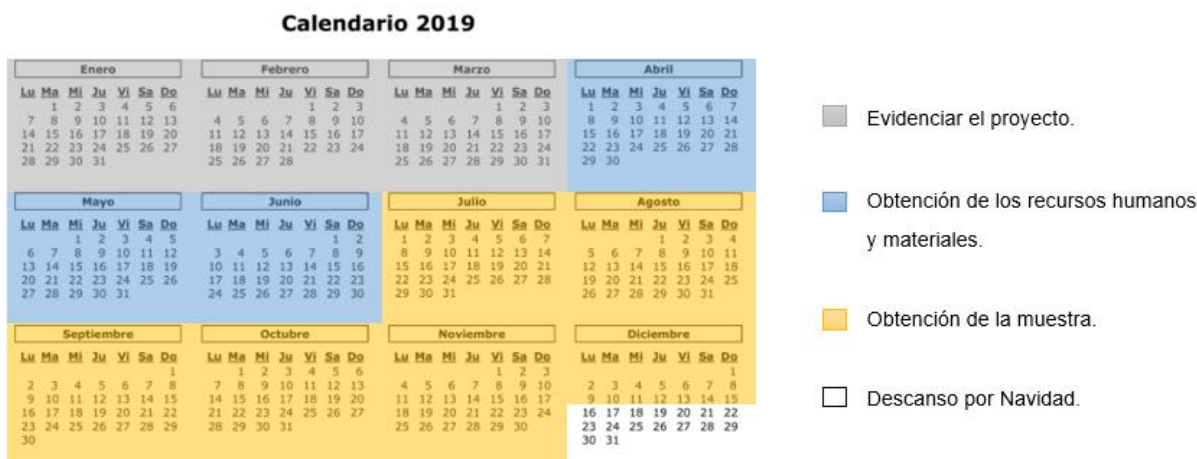 Calendario 2019
Enero
Lu Ma Mi Ju Vi Sa Do
1 2 3 4 5 6
7 8 9 10 11 12 13
14 15 16 17 18 19 20
21 22 23 24 25 26 27
28 29 30 31
Febrero
Lu Ma Mi Ju Vi Sa Do
1 2 3
4 5 6 7 8 9 10
11 12 13 14 15 16 17
18 19 20 21 22 23 24
25 26 27 28
Marzo
Lu Ma Mi Ju Vi Sa Do
1 2 3
4 5 6 7 8 9 10
11 12 13 14 15 16 17
18 19 20 21 22 23 24
25 26 27 28 29 30 31
Abril
Lu Ma Mi Ju Vi Sa Do
1 2 3 4 5 6 7
8 9 10 11 12 13 14
15 16 17 18 19 20 21
22 23 24 25 26 27 28
29 30
Mayo
Lu Ma Mi Ju Vi Sa Do
1 2 3 4 5
6 7 8 9 10 11 12
13 14 15 16 17 18 19
20 21 22 23 24 25 26
27 28 29 30 31
Junio
Lu Ma Mi Ju Vi Sa Do
1 2
3 4 5 6 7 8 9
10 11 12 13 14 15 16
17 18 19 20 21 22 23
24 25 26 27 28 29 30
Julio
Lu Ma Mi Ju Vi Sa Do
1 2 3 4 5 6 7
8 9 10 11 12 13 14
15 16 17 18 19 20 21
22 23 24 25 26 27 28
29 30 31
Agosto
Lu Ma Mi Ju Vi Sa Do
1 2 3 4
5 6 7 8 9 10 11
12 13 14 15 16 17 18
19 20 21 22 23 24 25
26 27 28 29 30 31
Septiembre
Lu Ma Mi Ju Vi Sa Do
1
2 3 4 5 6 7 8
9 10 11 12 13 14 15
16 17 18 19 20 21 22
23 24 25 26 27 28 29
30
Octubre
Lu Ma Mi Ju Vi Sa Do
1 2 3 4 5 6
7 8 9 10 11 12 13
14 15 16 17 18 19 20
21 22 23 24 25 26 27
28 29 30 31
Noviembre
Lu Ma Mi Ju Vi Sa Do
1 2 3
4 5 6 7 8 9 10
11 12 13 14 15 16 17
18 19 20 21 22 23 24
25 26 27 28 29 30
Diciembre
Lu Ma Mi Ju Vi Sa Do
1
2 3 4 5 6 7 8
9 10 11 12 13 14 15
16 17 18 19 20 21 22
23 24 25 26 27 28 29
30 31
Evidenciar el proyecto.
Obtención de los recursos humanos
y materiales.
Obtención de la muestra.
Descanso por Navidad.